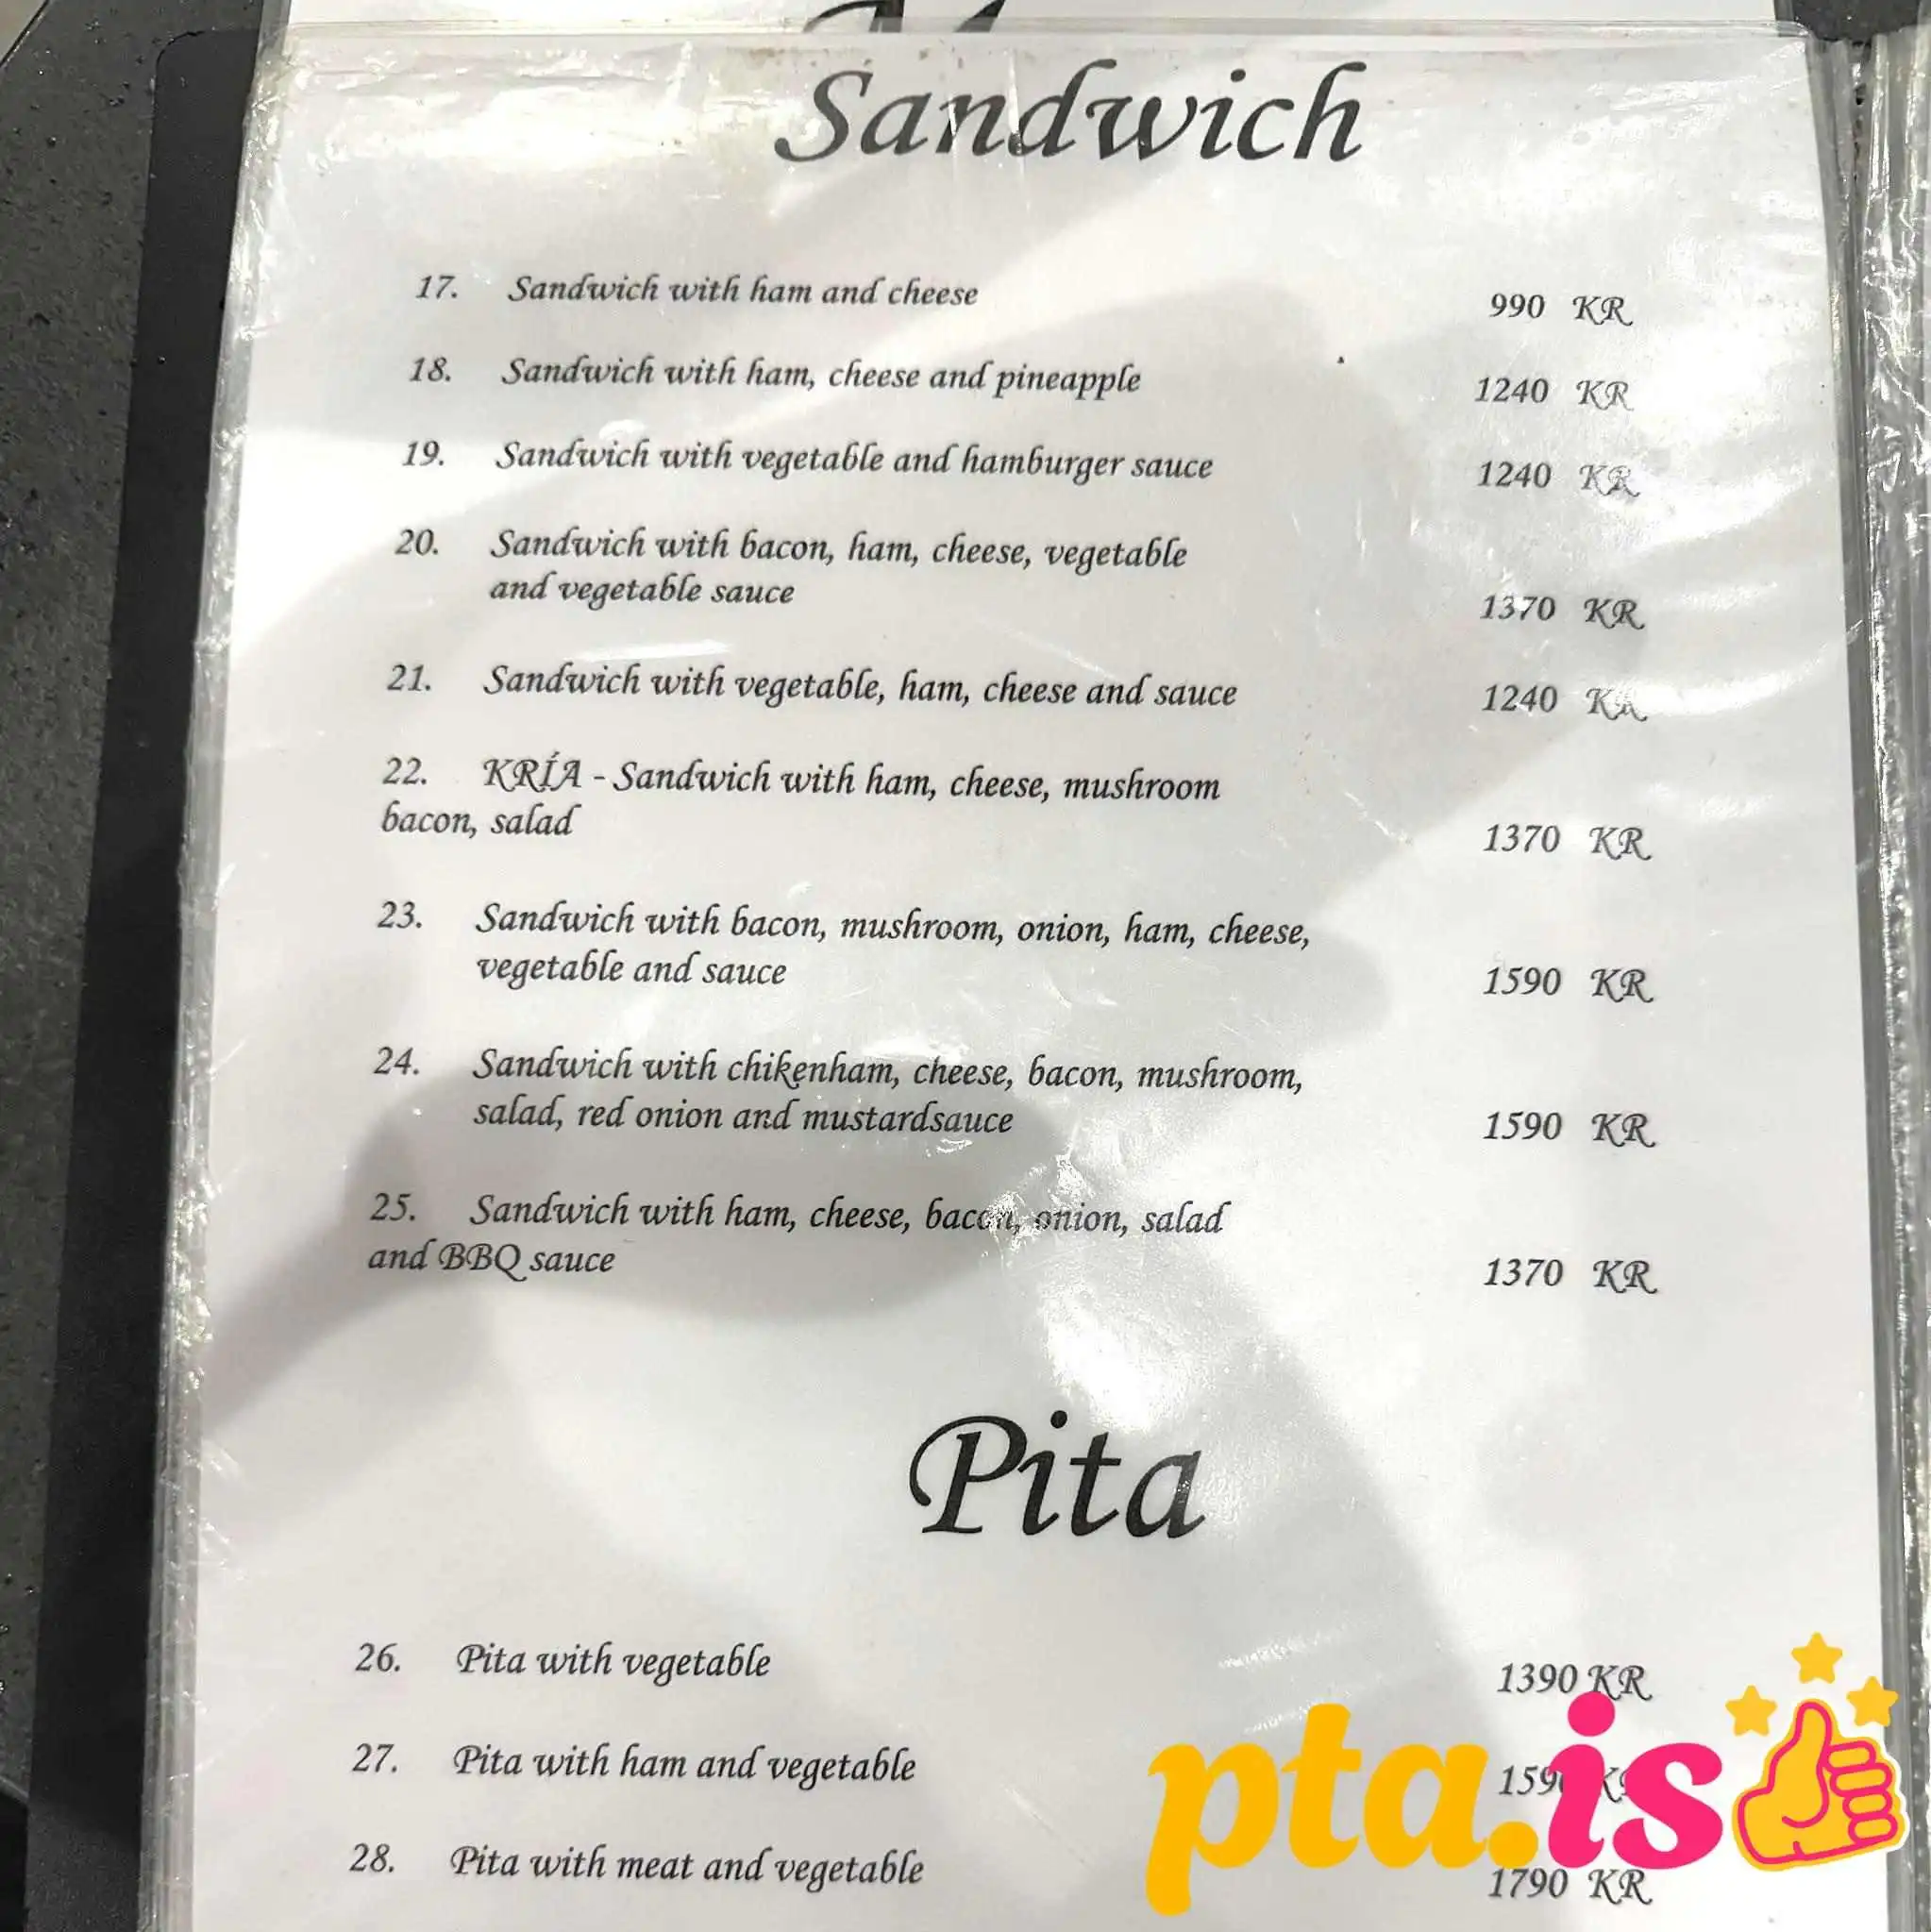 Sandwich
17. Sandwich with ham and cheese 990 KR
18. Sandwich with ham, cheese and pineapple 1240 KR
19. Sandwich with vegetable and hamburger sauce 1240 KR
20. Sandwich with bacon, ham, cheese, vegetable
and vegetable sauce 1370 KR
21. Sandwich with vegetable, ham, cheese and sauce 1240 KR
22. KRÍA - Sandwich with ham, cheese, mushroom
bacon, salad 1370 KR
23. Sandwich with bacon, mushroom, onion, ham, cheese,
vegetable and sauce 1590 KR
24. Sandwich with chikenham, cheese, bacon, mushroom,
salad, red onion and mustardsauce 1590 KR
25. Sandwich with ham, cheese, bacon, onion, salad
and BBQ sauce 1370 KR
Pita
26. Pita with vegetable 1390 KR
27. Pita with ham and vegetable
28. Pita with meat and vegetable 1790 KR
pta.is